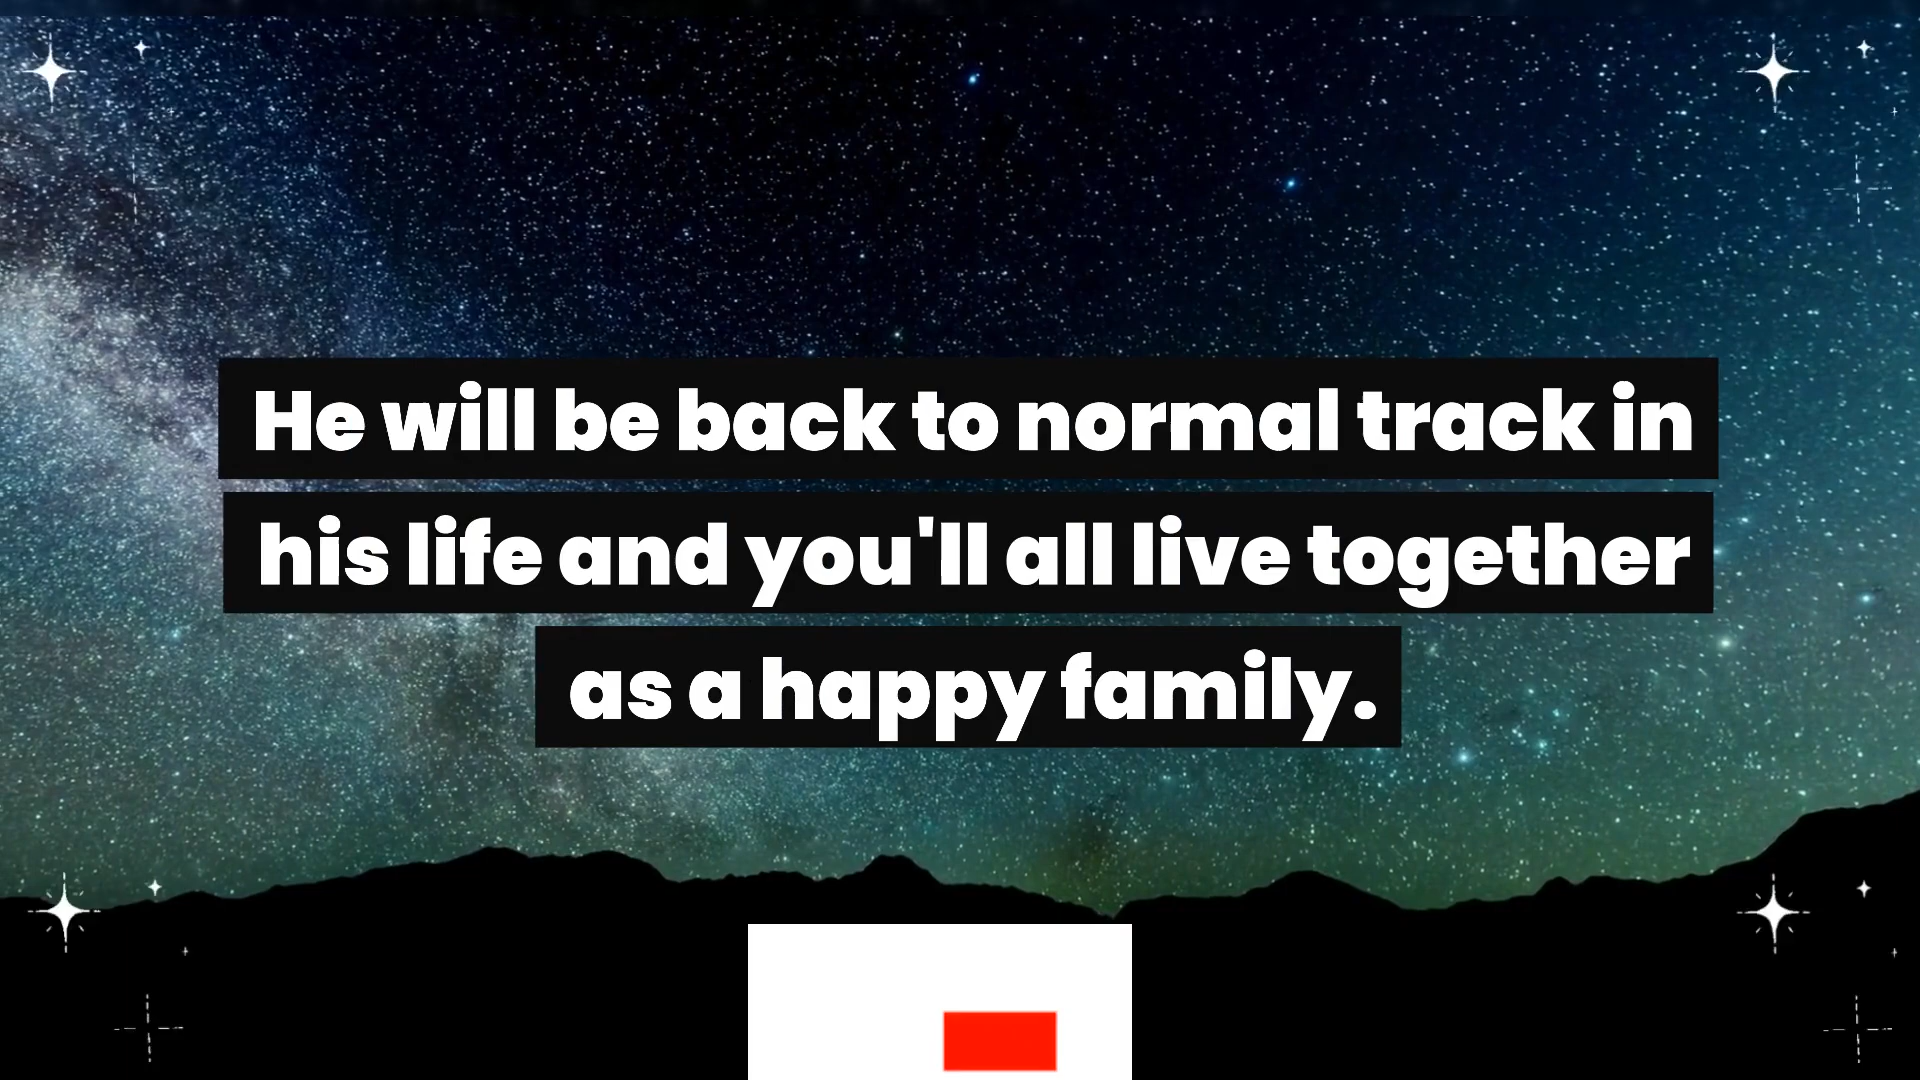 He will be back to normal track in
his life and you'll all live together
as a happy family.